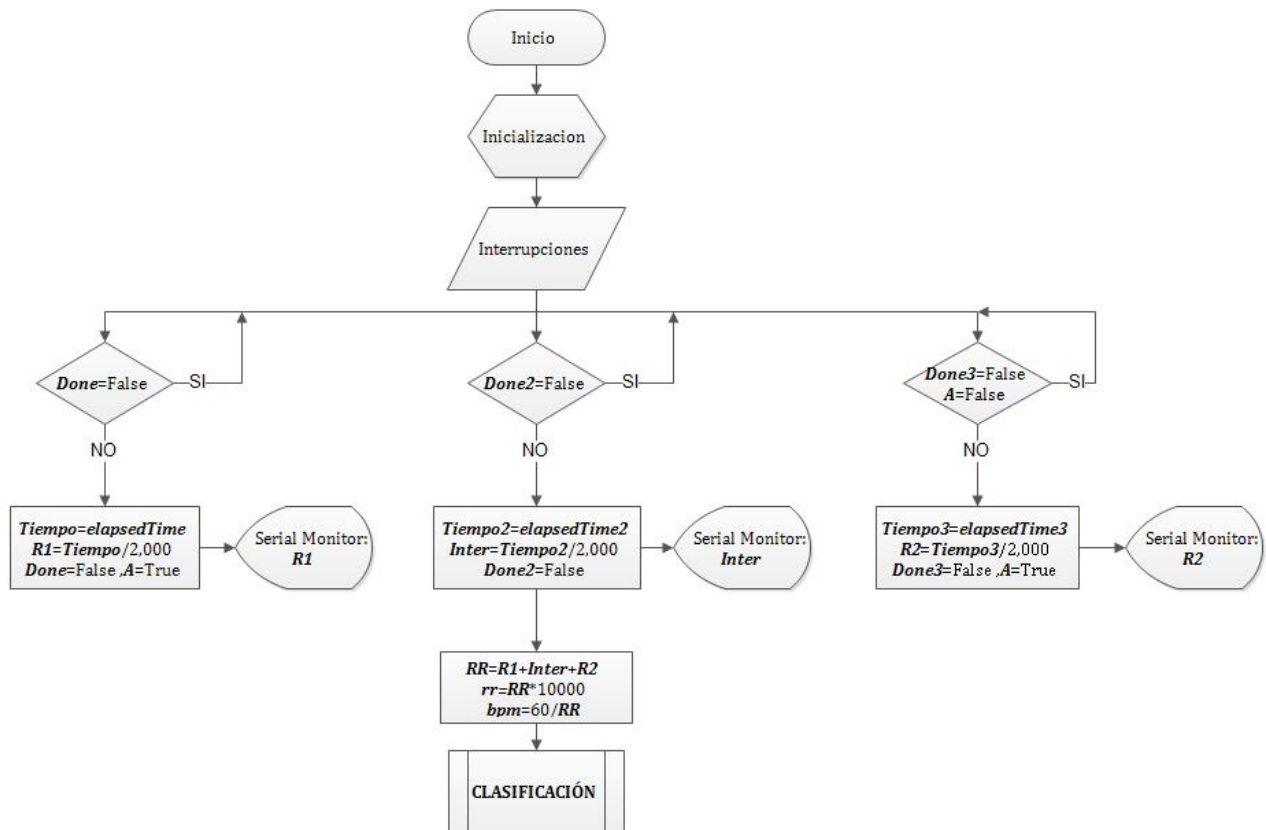 Inicio
Inicializacion
Interrupciones
Done=False
SI
NO
Done2=False
SI
NO
Done3=False
A=False
SI
NO
Tiempo=elapsedTime
R1=Tiempo/2,000
Done=False ,A=True
Serial Monitor:
R1
Tiempo2=elapsedTime2
Inter=Tiempo2/2,000
Done2=False
Serial Monitor:
Inter
Tiempo3=elapsedTime3
R2=Tiempo3/2,000
Done3=False ,A=True
Serial Monitor:
R2
RR=R1+Inter+R2
rr=RR*10000
bpm=60/RR
CLASIFICACIÓN